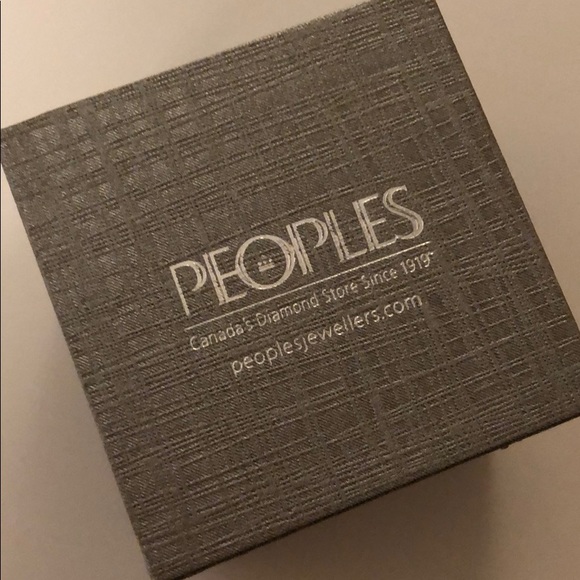 PEOPLES
Canada's Diamond Store Since 1919™
peoplesjewellers.com